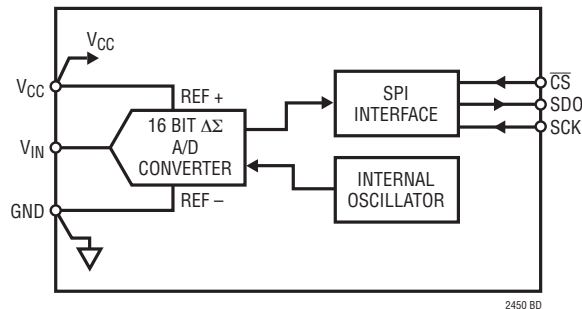 VCC
VCC
REF +
16 BIT ΔΣ
A/D
CONVERTER
VIN
REF –
GND
SPI
INTERFACE
INTERNAL
OSCILLATOR
CS
SDO
SCK
2450 BD